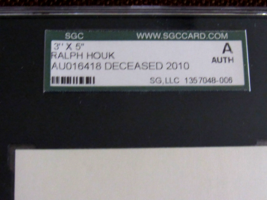 SGC WWW.SGCCARD.COM
3" X 5" A
RALPH HOUK AUTH
AU016418 DECEASED 2010
SG, LLC 1357048-006